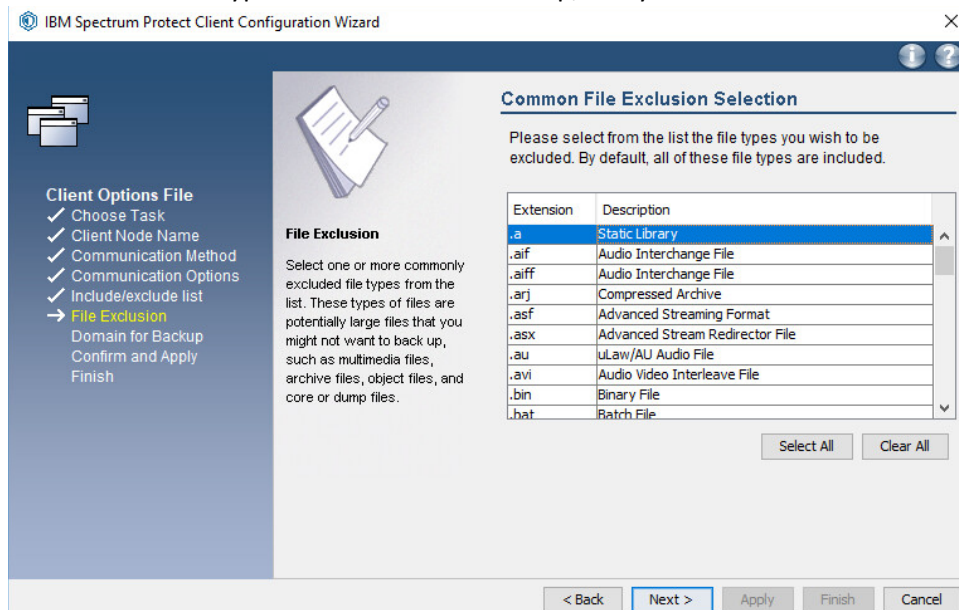 IBM Spectrum Protect Client Configuration Wizard
Client Options File
Choose Task
Client Node Name
Communication Method
Communication Options
Include/exclude list
File Exclusion
Domain for Backup
Confirm and Apply
Finish
File Exclusion
Select one or more commonly
excluded file types from the
list. These types of files are
potentially large files that you
might not want to back up,
such as multimedia files,
archive files, object files, and
core or dump files.
Common File Exclusion Selection
Please select from the list the file types you wish to be
excluded. By default, all of these file types are included.
Extension Description
.a Static Library
.aif Audio Interchange File
.aiff Audio Interchange File
.arj Compressed Archive
.asf Advanced Streaming Format
.asx Advanced Stream Redirector File
.au uLaw/AU Audio File
.avi Audio Video Interleave File
.bin Binary File
.bat Batch File
Select All Clear All
< Back Next > Apply Finish Cancel